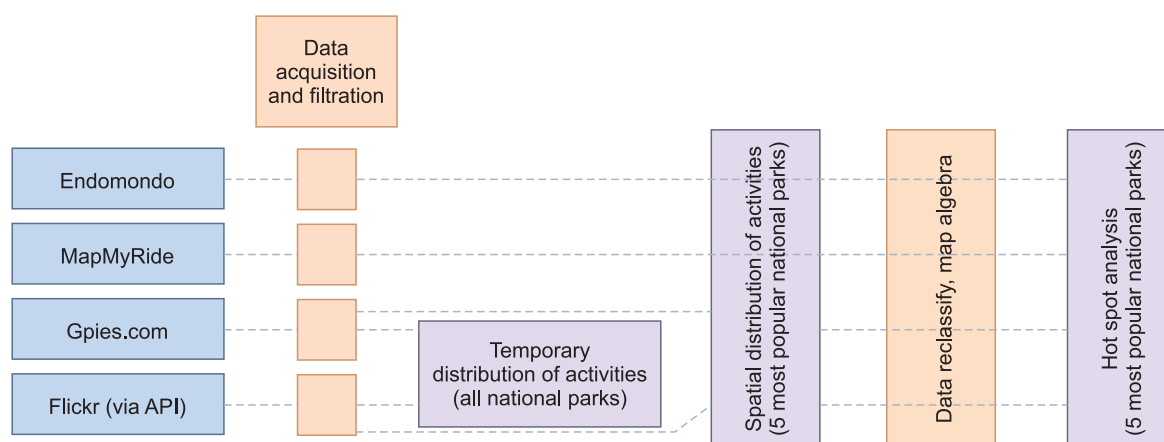 Data
acquisition
and filtration
Endomondo
MapMyRide
Gpies.com
Flickr (via API)
Temporary
distribution of activities
(all national parks)
Spatial distribution of activities
(5 most popular national parks)
Data reclassify, map algebra
Hot spot analysis
(5 most popular national parks)